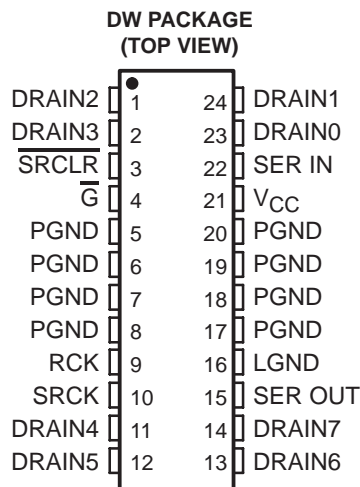 DW PACKAGE
(TOP VIEW)
DRAIN2 1 24 DRAIN1
DRAIN3 2 23 DRAIN0
SRCLR 3 22 SER IN
G 4 21 VCC
PGND 5 20 PGND
PGND 6 19 PGND
PGND 7 18 PGND
PGND 8 17 PGND
RCK 9 16 LGND
SRCK 10 15 SER OUT
DRAIN4 11 14 DRAIN7
DRAIN5 12 13 DRAIN6